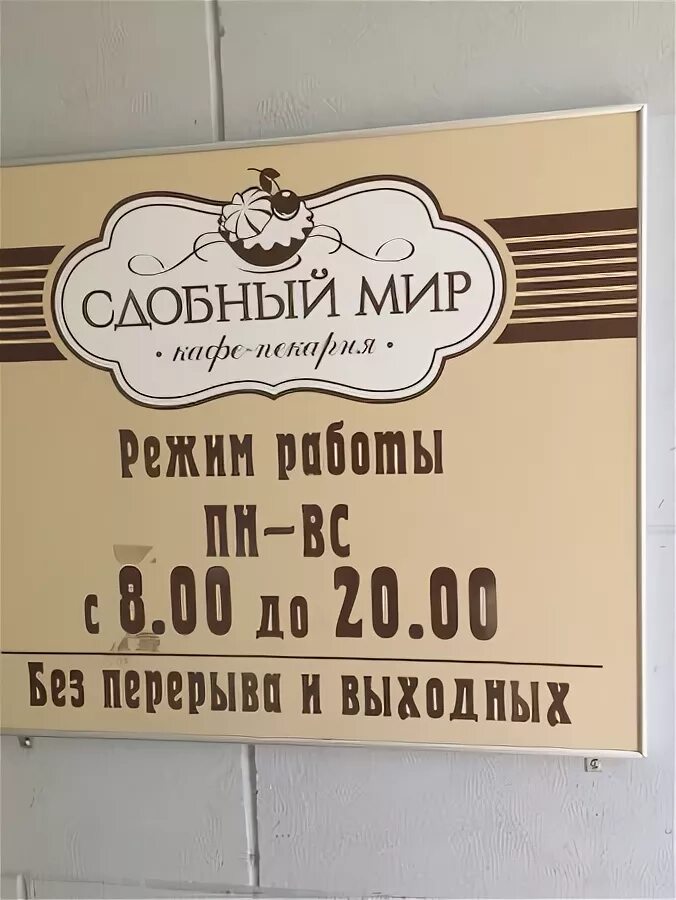 СДОБНЫЙ МИР
• кафе-пекарня •
Режим работы
ПН–ВС
с 8.00 до 20.00
Без перерыва и выходных